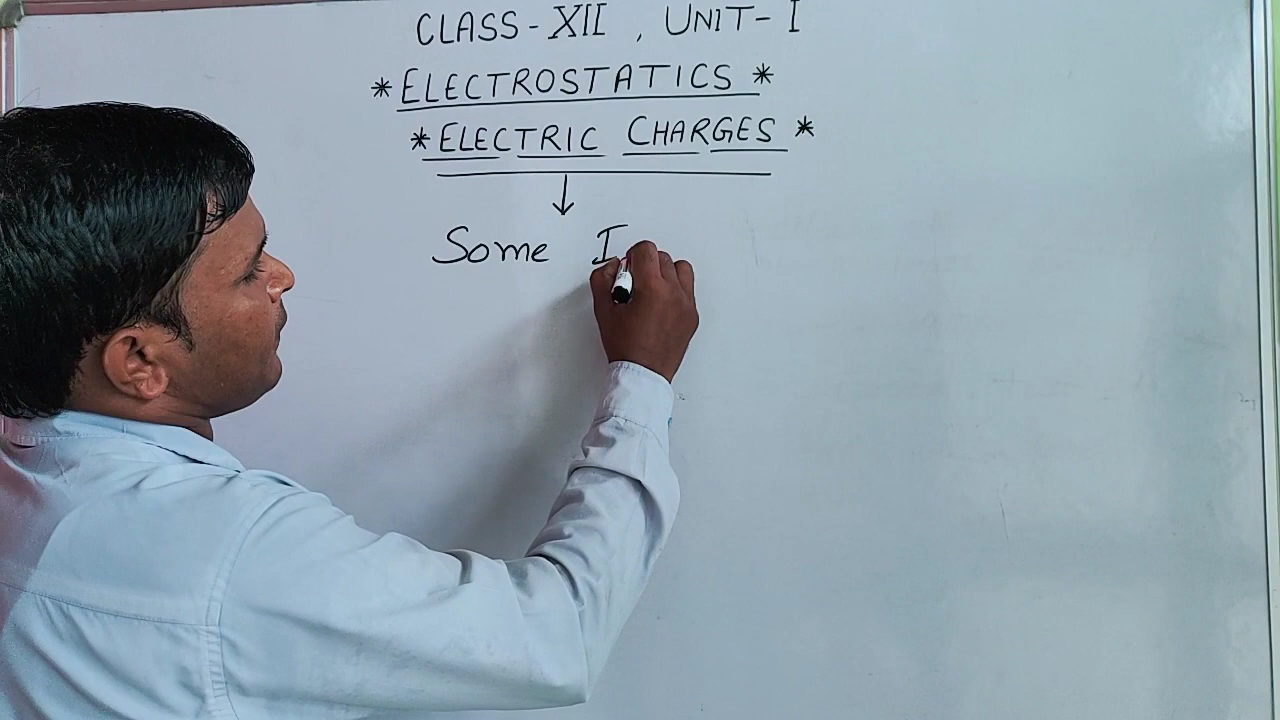 CLASS-XII, UNIT-I
*ELECTROSTATICS*
*ELECTRIC CHARGES*
Some I